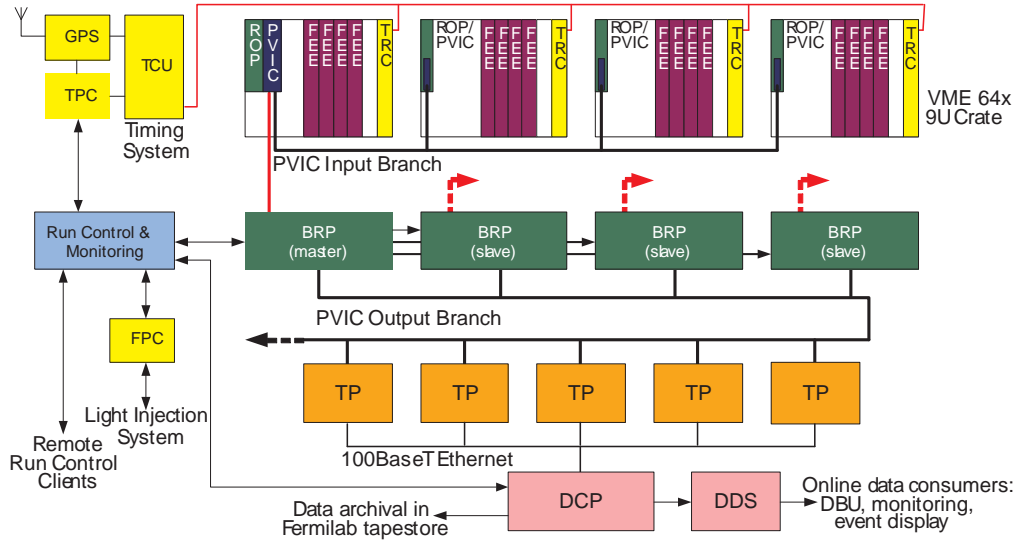 GPS
TCU
TPC
Timing
System
ROP
PVIC
FEE
FEE
FEE
FEE
TRC
ROP/
PVIC
FEE
FEE
FEE
FEE
TRC
ROP/
PVIC
FEE
FEE
FEE
FEE
TRC
ROP/
PVIC
FEE
FEE
FEE
FEE
TRC
VME 64x
9U Crate
PVIC Input Branch
Run Control &
Monitoring
BRP
(master)
BRP
(slave)
BRP
(slave)
BRP
(slave)
PVIC Output Branch
FPC
TP
TP
TP
TP
TP
Light Injection
System
Remote
Run Control
Clients
100BaseT Ethernet
DCP
DDS
Data archival in
Fermilab tapestore
Online data consumers:
DBU, monitoring,
event display